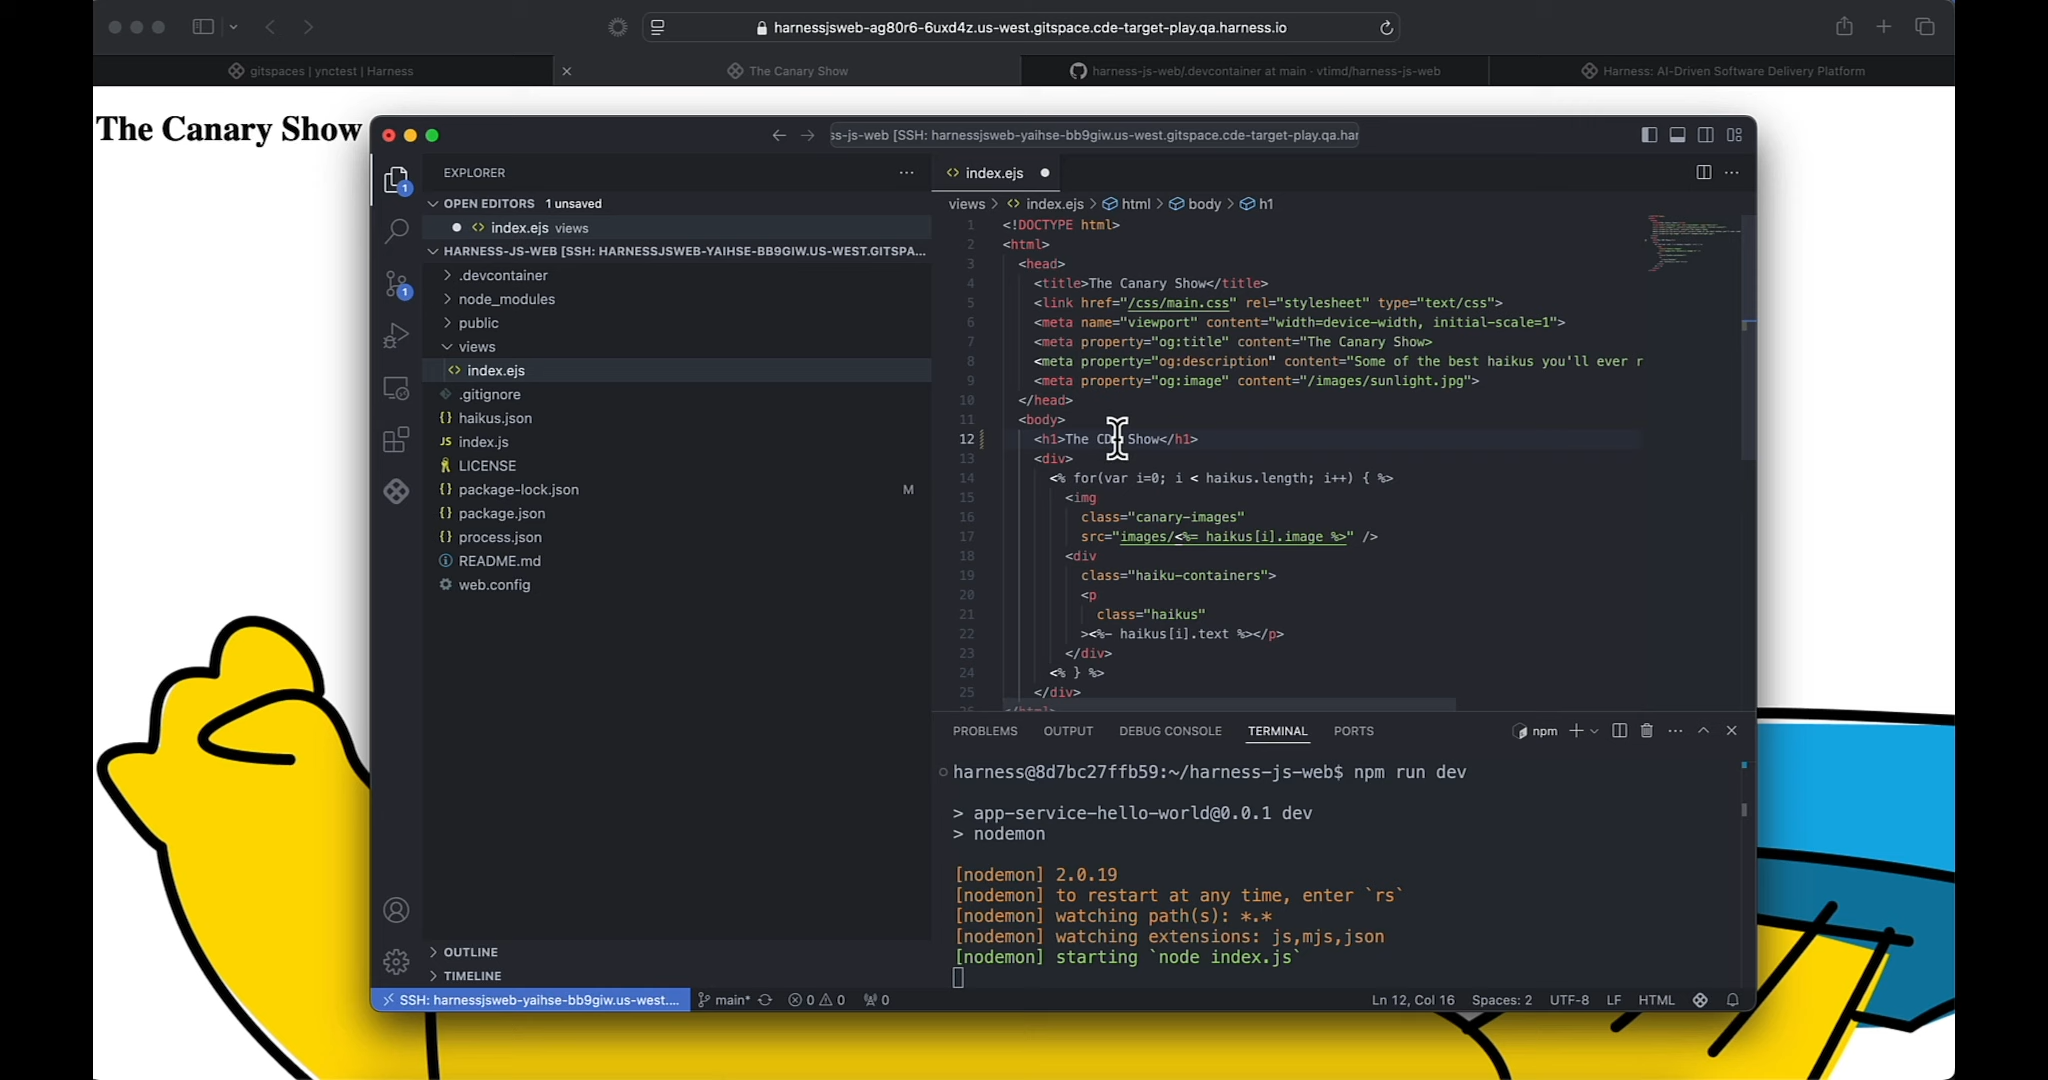 harnessjsweb-ag80r6-6uxd4z.us-west.gitspace.cde-target-play.qa.harness.io
gitspaces | ynctest | Harness
The Canary Show
harness-js-web/.devcontainer at main · vtimd/harness-js-web
Harness: AI-Driven Software Delivery Platform
The Canary Show
ss-js-web [SSH: harnessjsweb-yaihse-bb9giw.us-west.gitspace.cde-target-play.qa.har
EXPLORER
OPEN EDITORS 1 unsaved
index.ejs views
HARNESS-JS-WEB [SSH: HARNESSJSWEB-YAIHSE-BB9GIW.US-WEST.GITSPA...
.devcontainer
node_modules
public
views
index.ejs
.gitignore
haikus.json
JS index.js
LICENSE
package-lock.json M
package.json
process.json
README.md
web.config
OUTLINE
TIMELINE
1
1
index.ejs
views > index.ejs > html > body > h1
1 <!DOCTYPE html>
2 <html>
3 <head>
4 <title>The Canary Show</title>
5 <link href="/css/main.css" rel="stylesheet" type="text/css">
6 <meta name="viewport" content="width=device-width, initial-scale=1">
7 <meta property="og:title" content="The Canary Show>
8 <meta property="og:description" content="Some of the best haikus you'll ever r
9 <meta property="og:image" content="/images/sunlight.jpg">
10 </head>
11 <body>
12 <h1>The Show</h1>
13 <div>
14 <% for(var i=0; i < haikus.length; i++) { %>
15 <img
16 class="canary-images"
17 src="images/<%= haikus[i].image %>" />
18 <div
19 class="haiku-containers">
20 <p
21 class="haikus"
22 ><%- haikus[i].text %></p>
23 </div>
24 <% } %>
25 </div>
26 </html>
PROBLEMS OUTPUT DEBUG CONSOLE TERMINAL PORTS
npm
harness@8d7bc27ffb59:~/harness-js-web$ npm run dev
> app-service-hello-world@0.0.1 dev
> nodemon
[nodemon] 2.0.19
[nodemon] to restart at any time, enter `rs`
[nodemon] watching path(s): *.*
[nodemon] watching extensions: js,mjs,json
[nodemon] starting `node index.js`
SSH: harnessjsweb-yaihse-bb9giw.us-west.... main* 0 0 0
Ln 12, Col 16 Spaces: 2 UTF-8 LF HTML